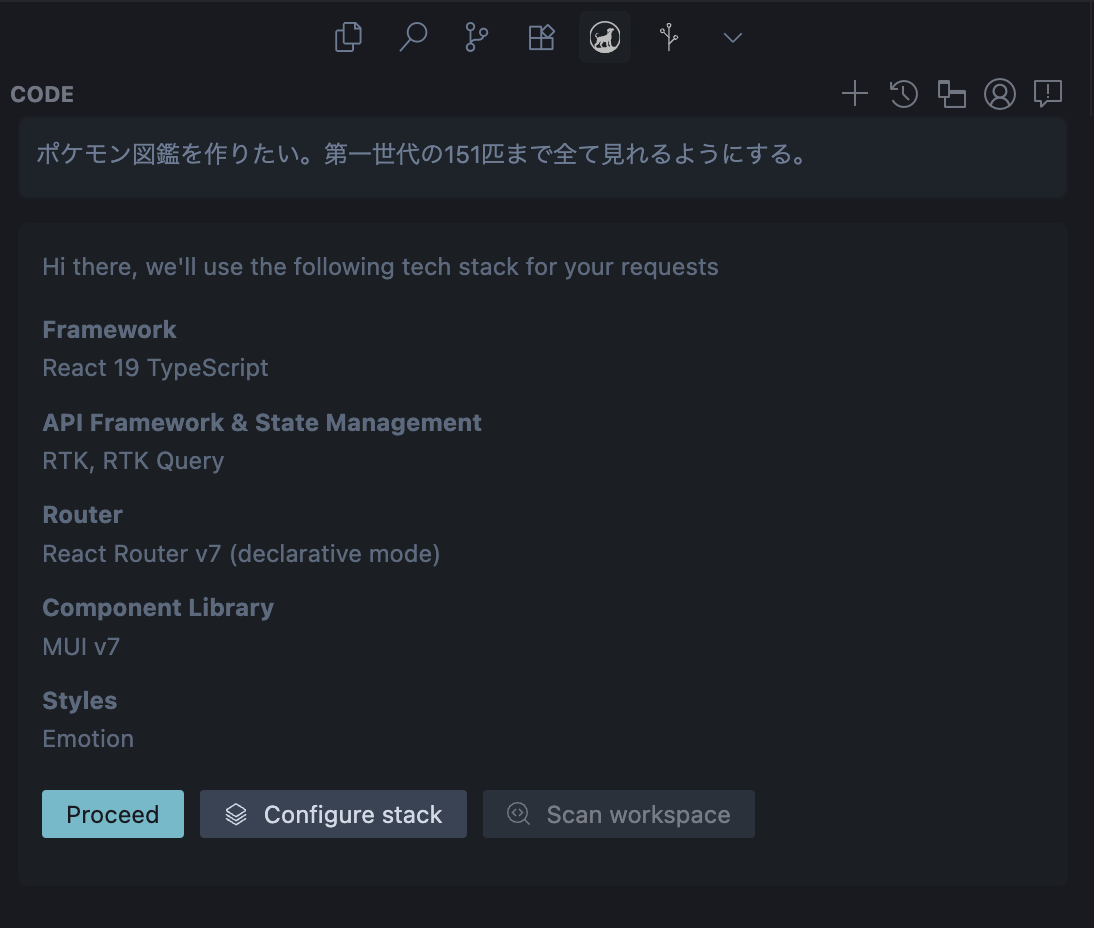 CODE
ポケモン図鑑を作りたい。第一世代の151匹まで全て見れるようにする。
Hi there, we'll use the following tech stack for your requests
Framework
React 19 TypeScript
API Framework & State Management
RTK, RTK Query
Router
React Router v7 (declarative mode)
Component Library
MUI v7
Styles
Emotion
Proceed
Configure stack
Scan workspace